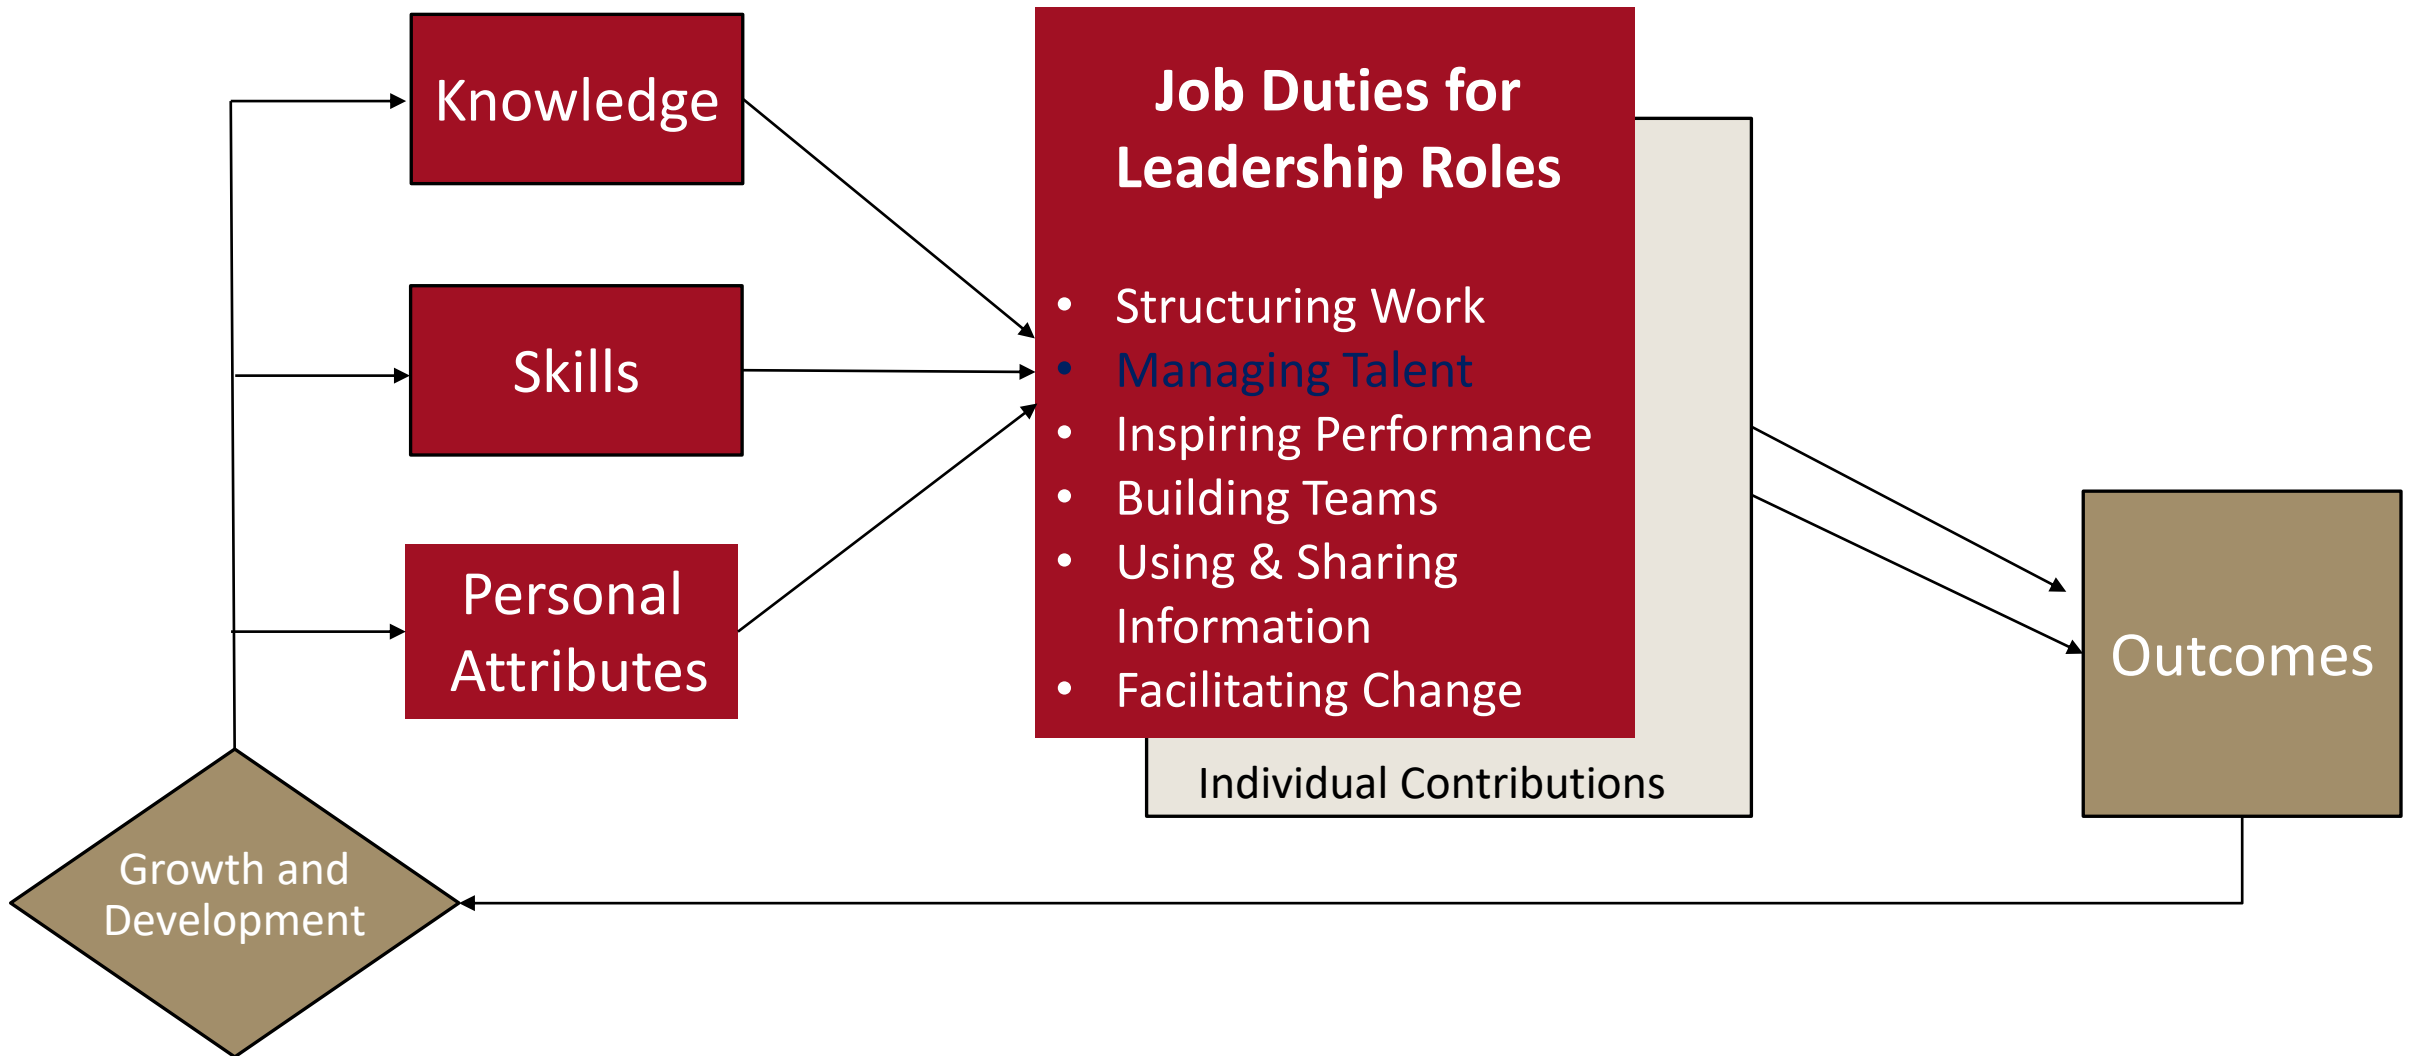 Knowledge
Skills
Personal
Attributes
Growth and
Development
Job Duties for
Leadership Roles
• Structuring Work
• Managing Talent
• Inspiring Performance
• Building Teams
• Using & Sharing
Information
• Facilitating Change
Individual Contributions
Outcomes